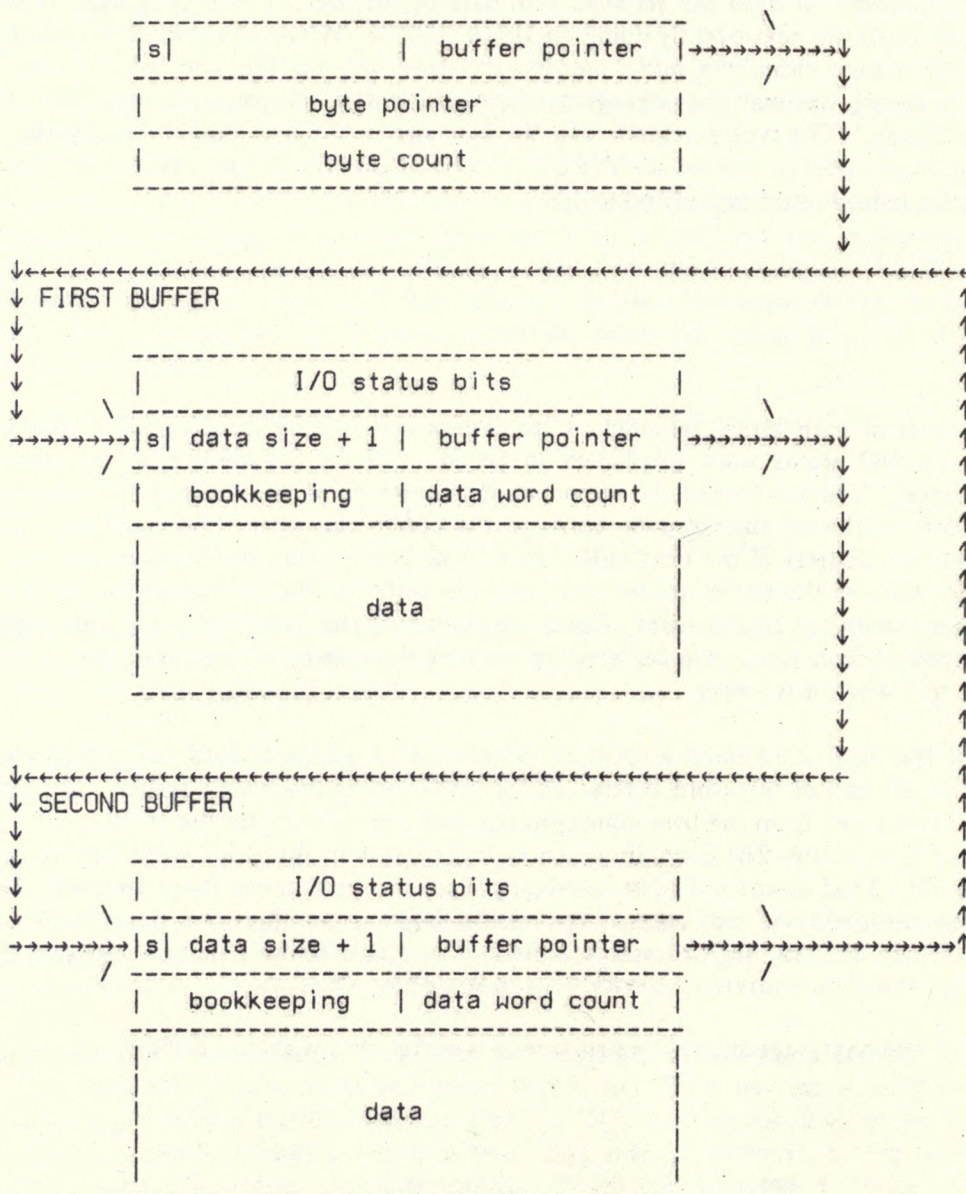 |s| | buffer pointer |→→→→→→→→↓
| byte pointer |
| byte count |
FIRST BUFFER
| I/O status bits |
→→→→→→→→|s| data size + 1 | buffer pointer |→→→→→→→→↓
| bookkeeping | data word count |
data
SECOND BUFFER
| I/O status bits |
→→→→→→→→|s| data size + 1 | buffer pointer |→→→→→→→→→→→→→→→→↑
| bookkeeping | data word count |
data